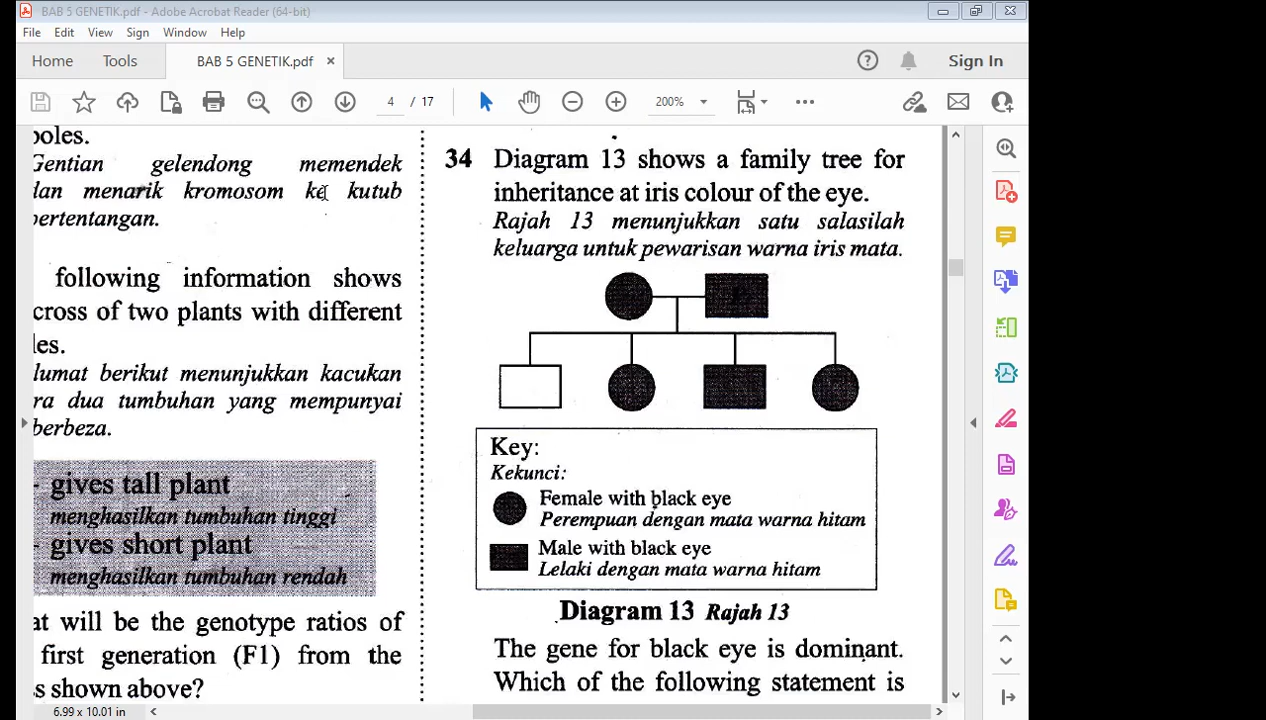 BAB 5 GENETIK.pdf - Adobe Acrobat Reader (64-bit)
File Edit View Sign Window Help
Home Tools BAB 5 GENETIK.pdf × Sign In
4 / 17 200%
poles.
Gentian gelendong memendek
dan menarik kromosom ke kutub
bertentangan.
following information shows
cross of two plants with different
les.
lumat berikut menunjukkan kacukan
ra dua tumbuhan yang mempunyai
berbeza.
- gives tall plant
menghasilkan tumbuhan tinggi
- gives short plant
menghasilkan tumbuhan rendah
at will be the genotype ratios of
first generation (F1) from the
s shown above?
34 Diagram 13 shows a family tree for
inheritance at iris colour of the eye.
Rajah 13 menunjukkan satu salasilah
keluarga untuk pewarisan warna iris mata.
Key:
Kekunci:
Female with black eye
Perempuan dengan mata warna hitam
Male with black eye
Lelaki dengan mata warna hitam
Diagram 13 Rajah 13
The gene for black eye is dominant.
Which of the following statement is
6.99 x 10.01 in